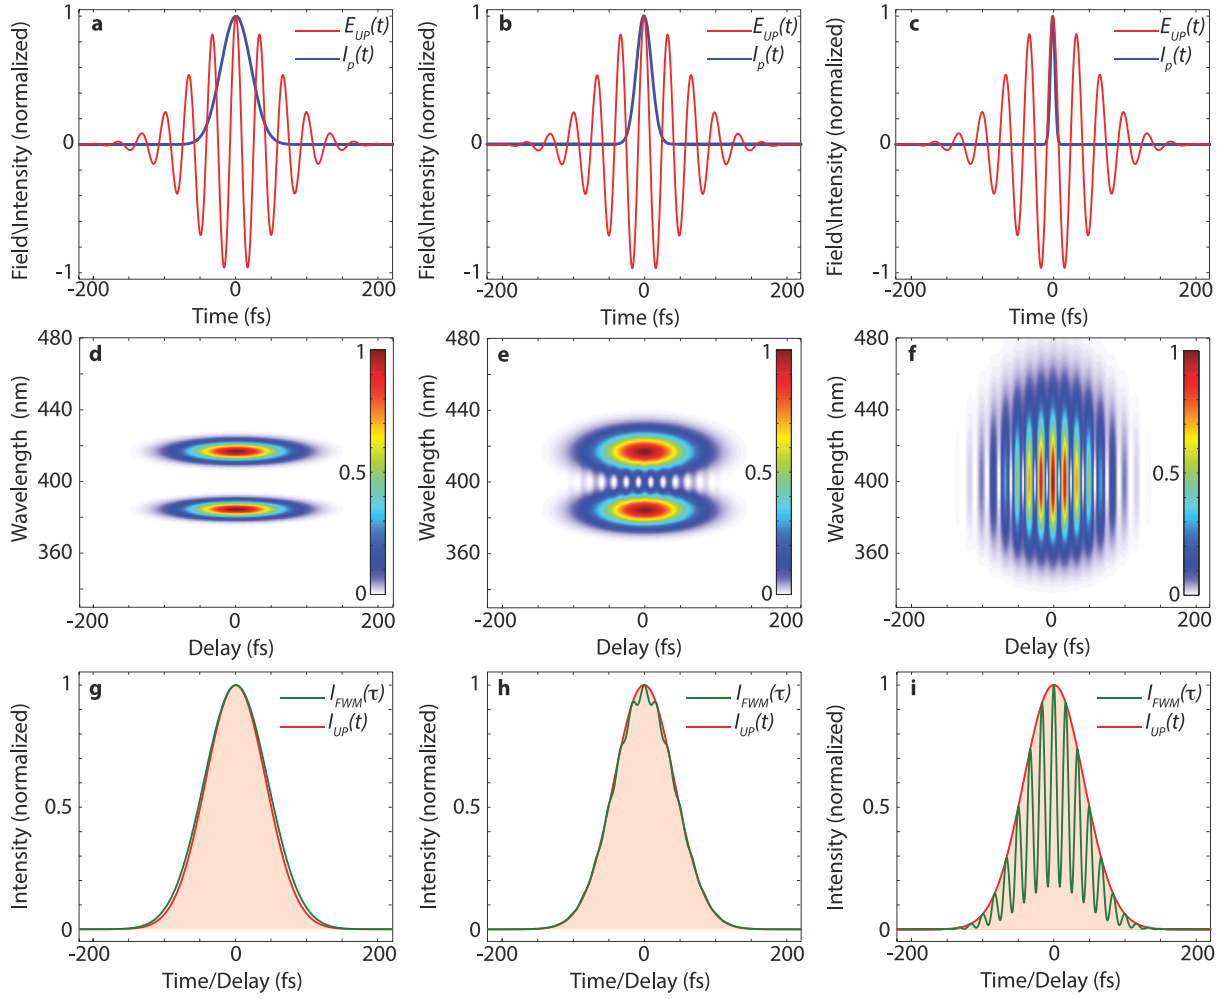 a
E_UP(t)
I_p(t)
Field\Intensity (normalized)
1
0
-1
-200
0
200
Time (fs)
b
E_UP(t)
I_p(t)
Field\Intensity (normalized)
1
0
-1
-200
0
200
Time (fs)
c
E_UP(t)
I_p(t)
Field\Intensity (normalized)
1
0
-1
-200
0
200
Time (fs)
d
Wavelength (nm)
480
440
400
360
1
0.5
0
-200
0
200
Delay (fs)
e
Wavelength (nm)
480
440
400
360
1
0.5
0
-200
0
200
Delay (fs)
f
Wavelength (nm)
480
440
400
360
1
0.5
0
-200
0
200
Delay (fs)
g
I_FWM(τ)
I_UP(t)
Intensity (normalized)
1
0.5
0
-200
0
200
Time/Delay (fs)
h
I_FWM(τ)
I_UP(t)
Intensity (normalized)
1
0.5
0
-200
0
200
Time/Delay (fs)
i
I_FWM(τ)
I_UP(t)
Intensity (normalized)
1
0.5
0
-200
0
200
Time/Delay (fs)